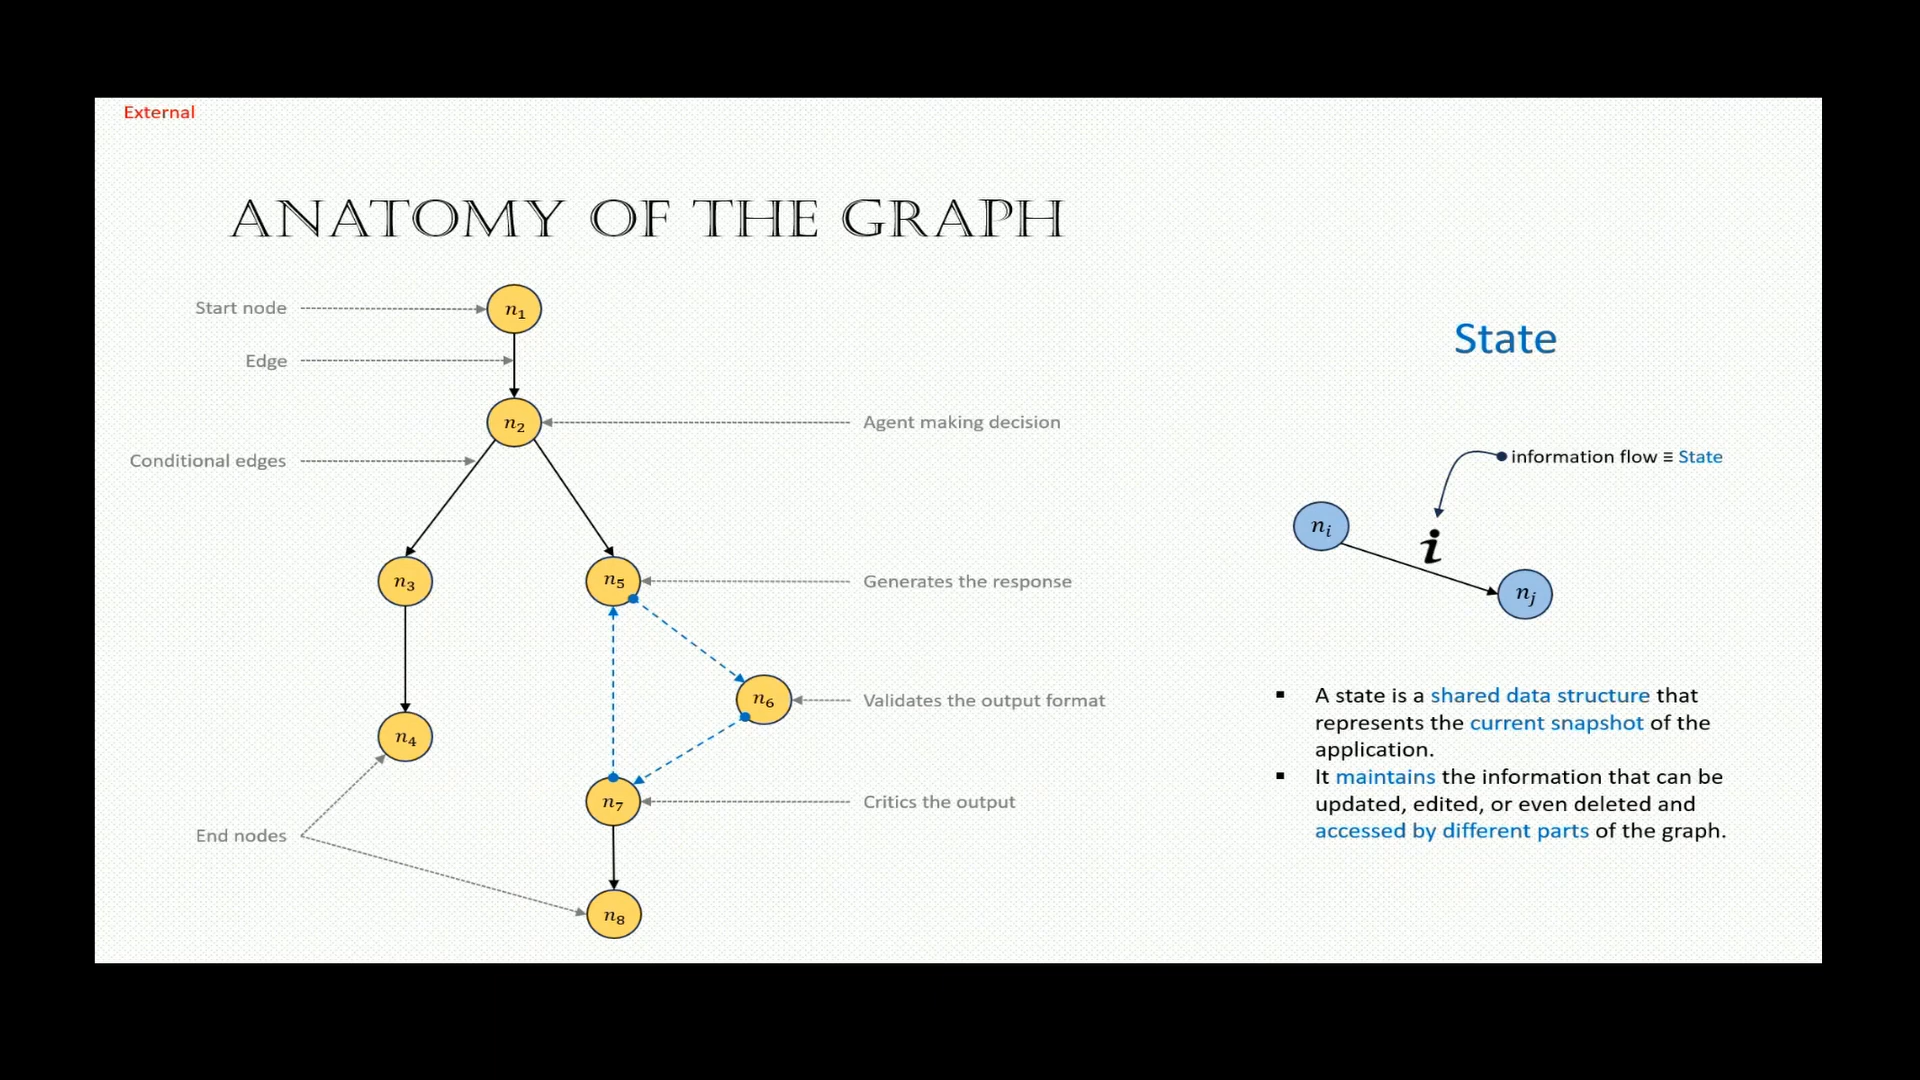 External
ANATOMY OF THE GRAPH
Start node
n₁
Edge
n₂
Agent making decision
Conditional edges
n₃
n₅
Generates the response
n₆
Validates the output format
n₄
n₇
Critics the output
End nodes
n₈
State
information flow ≡ State
nᵢ
i
nⱼ
▪ A state is a shared data structure that
represents the current snapshot of the
application.
▪ It maintains the information that can be
updated, edited, or even deleted and
accessed by different parts of the graph.